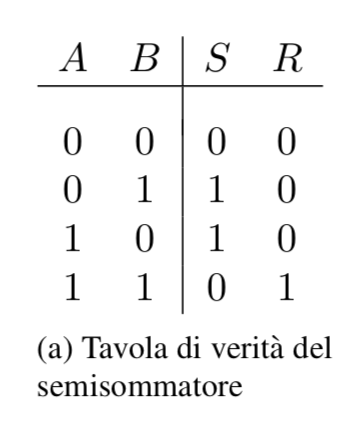 A B S R
0 0 0 0
0 1 1 0
1 0 1 0
1 1 0 1
(a) Tavola di verità del
semisommatore